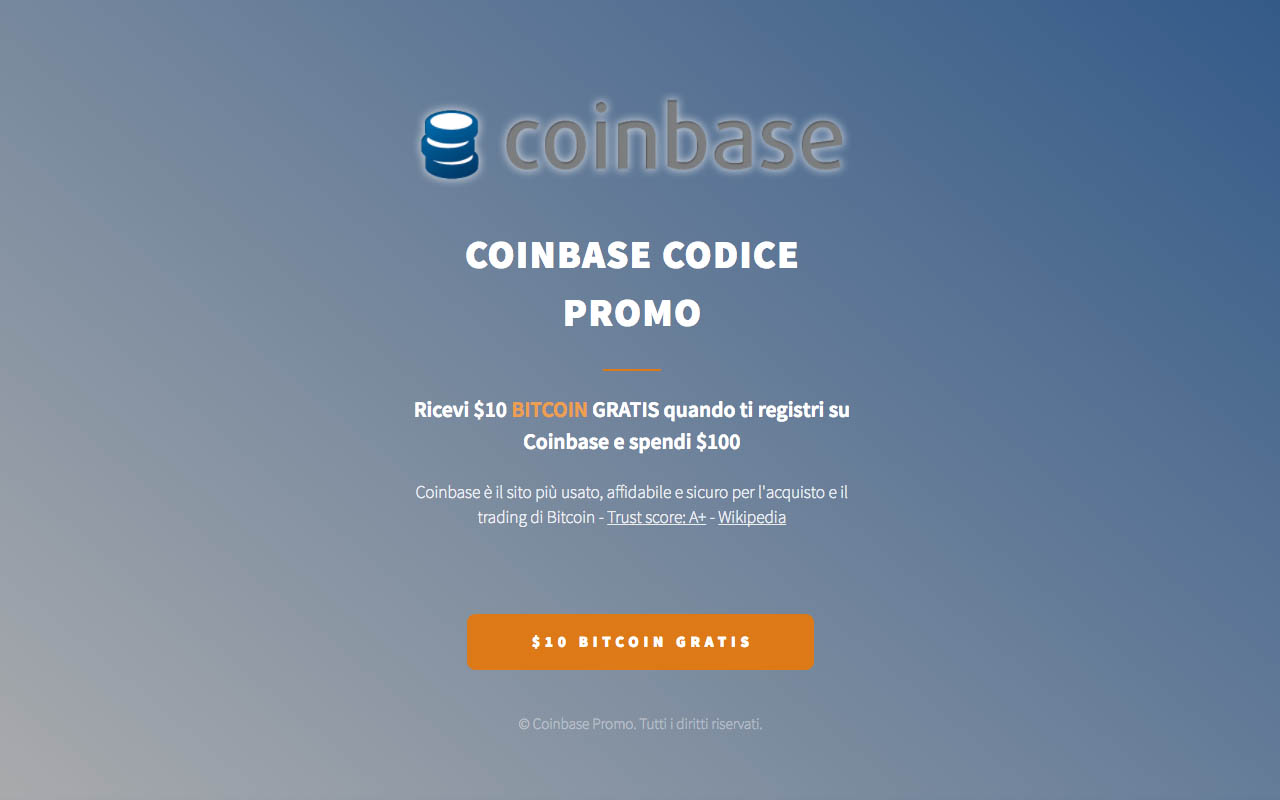 coinbase
COINBASE CODICE
PROMO
Ricevi $10 BITCOIN GRATIS quando ti registri su
Coinbase e spendi $100
Coinbase è il sito più usato, affidabile e sicuro per l'acquisto e il
trading di Bitcoin - Trust score: A+ - Wikipedia
$10 BITCOIN GRATIS
© Coinbase Promo. Tutti i diritti riservati.